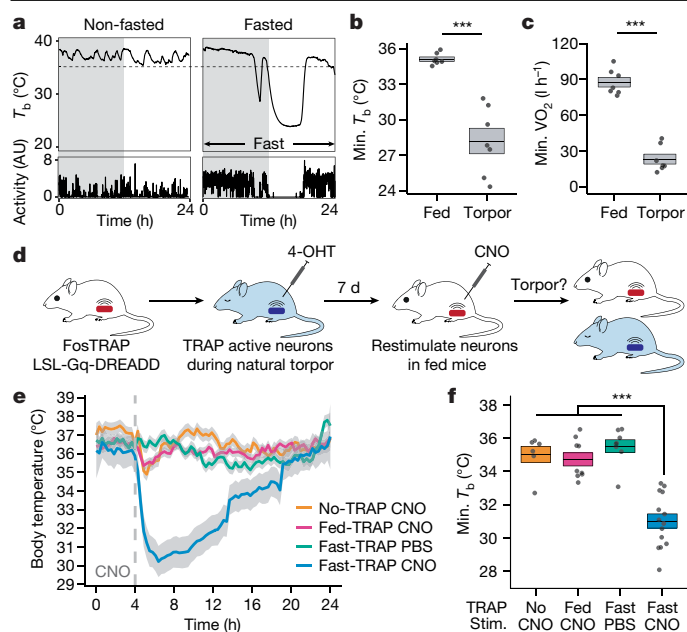 a
Non-fasted
Fasted
40
30
20
Tb (°C)
Fast
8
4
0
Activity (AU)
0
24
0
24
Time (h)
Time (h)
b
***
36
33
30
27
24
Min. Tb (°C)
Fed
Torpor
c
***
120
90
60
30
0
Min. VO2 (l h–1)
Fed
Torpor
d
4-OHT
CNO
7 d
Torpor?
FosTRAP
LSL-Gq-DREADD
TRAP active neurons
during natural torpor
Restimulate neurons
in fed mice
e
39
38
37
36
35
34
33
32
31
30
29
Body temperature (°C)
CNO
No-TRAP CNO
Fed-TRAP CNO
Fast-TRAP PBS
Fast-TRAP CNO
0
4
8
12
16
20
24
Time (h)
f
***
36
34
32
30
28
Min. Tb (°C)
TRAP
No
Fed
Fast
Fast
Stim.
CNO
CNO
PBS
CNO